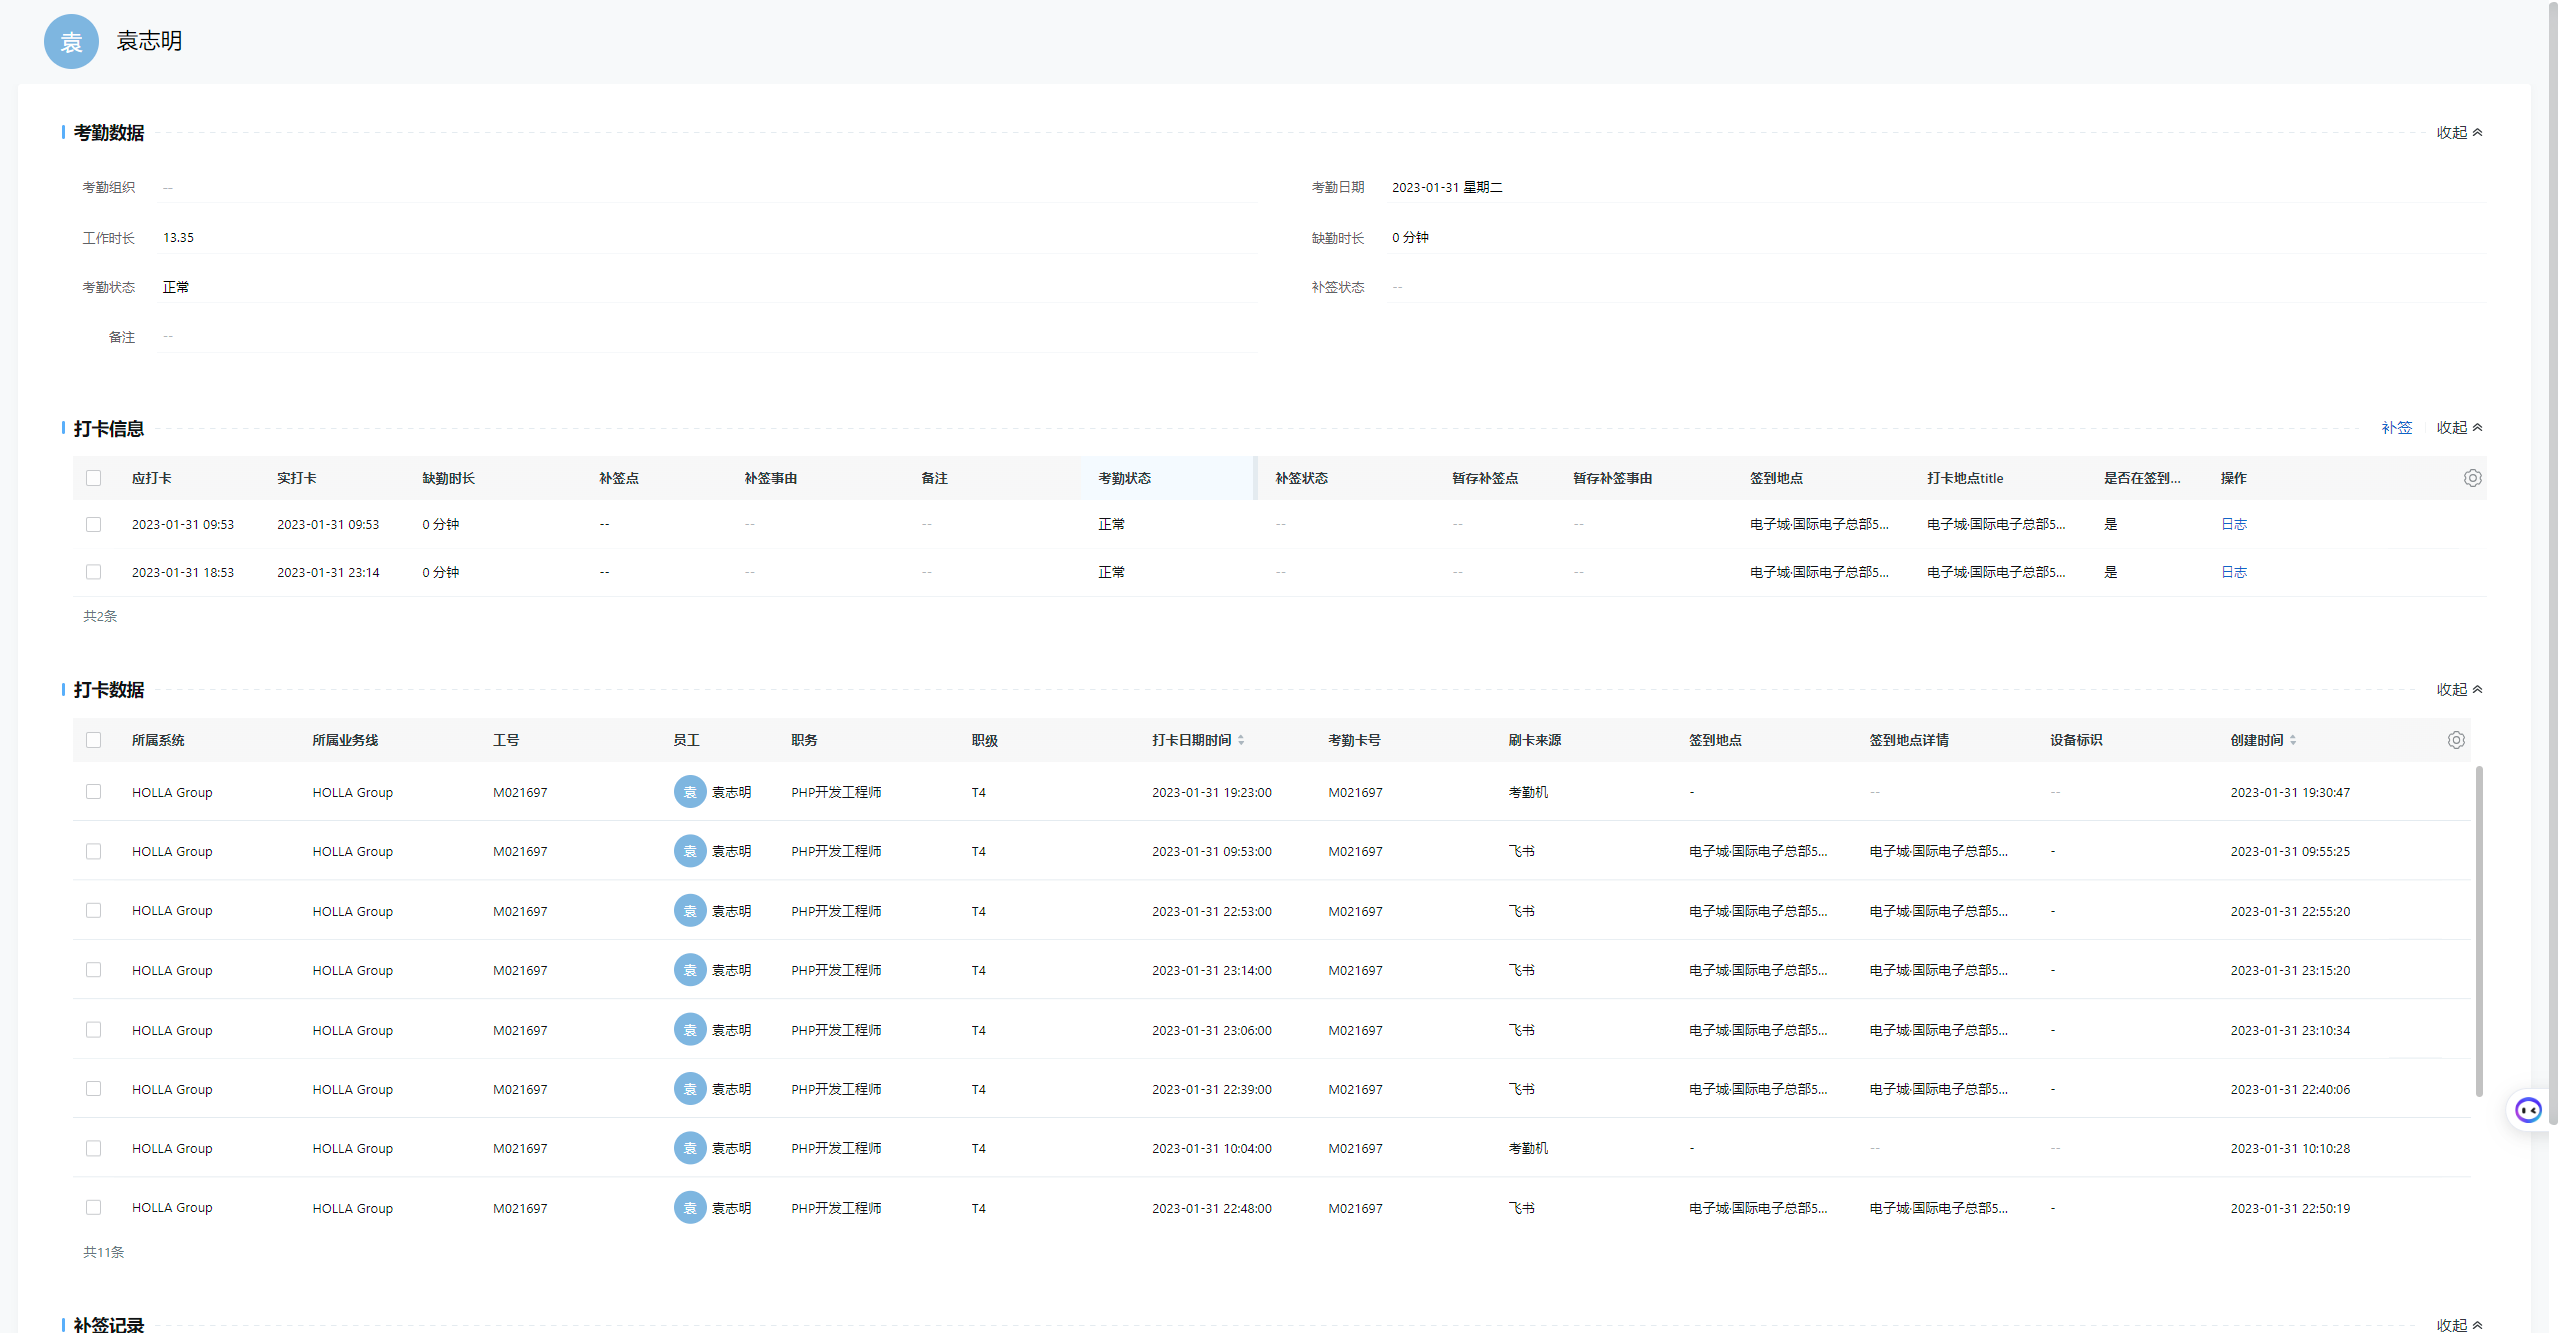 袁 袁志明
考勤数据 收起
考勤组织 -- 考勤日期 2023-01-31 星期二
工作时长 13.35 缺勤时长 0 分钟
考勤状态 正常 补签状态 --
备注 --
打卡信息 补签 收起
应打卡 实打卡 缺勤时长 补签点 补签事由 备注 考勤状态 补签状态 暂存补签点 暂存补签事由 签到地点 打卡地点title 是否在签到... 操作
2023-01-31 09:53 2023-01-31 09:53 0 分钟 -- -- -- 正常 -- -- -- 电子城·国际电子总部5... 电子城·国际电子总部5... 是 日志
2023-01-31 18:53 2023-01-31 23:14 0 分钟 -- -- -- 正常 -- -- -- 电子城·国际电子总部5... 电子城·国际电子总部5... 是 日志
共2条
打卡数据 收起
所属系统 所属业务线 工号 员工 职务 职级 打卡日期时间 考勤卡号 刷卡来源 签到地点 签到地点详情 设备标识 创建时间
HOLLA Group HOLLA Group M021697 袁 袁志明 PHP开发工程师 T4 2023-01-31 19:23:00 M021697 考勤机 - -- -- 2023-01-31 19:30:47
HOLLA Group HOLLA Group M021697 袁 袁志明 PHP开发工程师 T4 2023-01-31 09:53:00 M021697 飞书 电子城·国际电子总部5... 电子城·国际电子总部5... - 2023-01-31 09:55:25
HOLLA Group HOLLA Group M021697 袁 袁志明 PHP开发工程师 T4 2023-01-31 22:53:00 M021697 飞书 电子城·国际电子总部5... 电子城·国际电子总部5... - 2023-01-31 22:55:20
HOLLA Group HOLLA Group M021697 袁 袁志明 PHP开发工程师 T4 2023-01-31 23:14:00 M021697 飞书 电子城·国际电子总部5... 电子城·国际电子总部5... - 2023-01-31 23:15:20
HOLLA Group HOLLA Group M021697 袁 袁志明 PHP开发工程师 T4 2023-01-31 23:06:00 M021697 飞书 电子城·国际电子总部5... 电子城·国际电子总部5... - 2023-01-31 23:10:34
HOLLA Group HOLLA Group M021697 袁 袁志明 PHP开发工程师 T4 2023-01-31 22:39:00 M021697 飞书 电子城·国际电子总部5... 电子城·国际电子总部5... - 2023-01-31 22:40:06
HOLLA Group HOLLA Group M021697 袁 袁志明 PHP开发工程师 T4 2023-01-31 10:04:00 M021697 考勤机 - -- -- 2023-01-31 10:10:28
HOLLA Group HOLLA Group M021697 袁 袁志明 PHP开发工程师 T4 2023-01-31 22:48:00 M021697 飞书 电子城·国际电子总部5... 电子城·国际电子总部5... - 2023-01-31 22:50:19
共11条
补签记录 收起